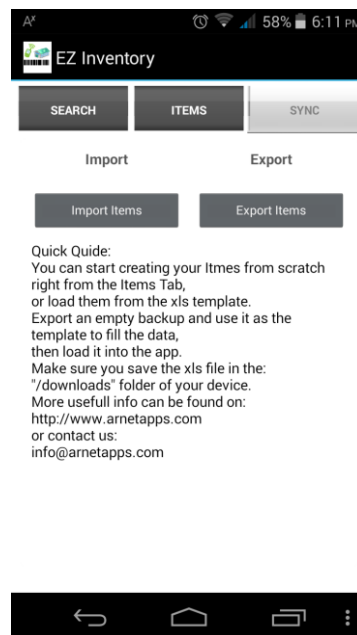 58% 6:11 PM
EZ Inventory
SEARCH ITEMS SYNC
Import Export
Import Items Export Items
Quick Quide:
You can start creating your Itmes from scratch
right from the Items Tab,
or load them from the xls template.
Export an empty backup and use it as the
template to fill the data,
then load it into the app.
Make sure you save the xls file in the:
"/downloads" folder of your device.
More usefull info can be found on:
http://www.arnetapps.com
or contact us:
info@arnetapps.com